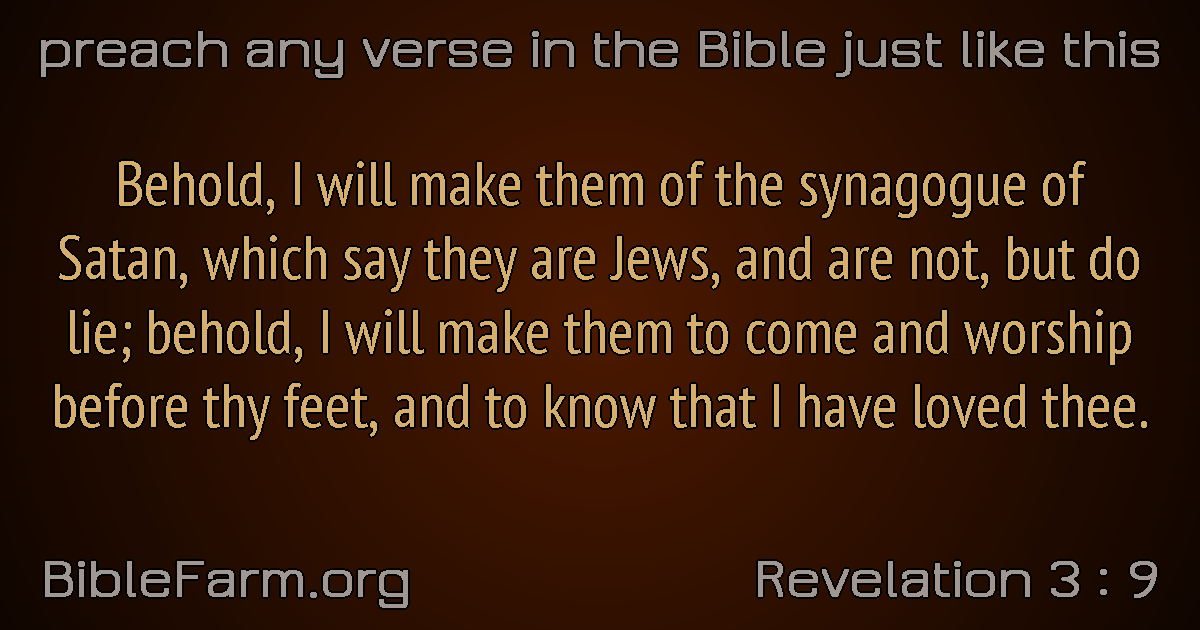 preach any verse in the Bible just like this
Behold, I will make them of the synagogue of
Satan, which say they are Jews, and are not, but do
lie; behold, I will make them to come and worship
before thy feet, and to know that I have loved thee.
BibleFarm.org
Revelation 3 : 9